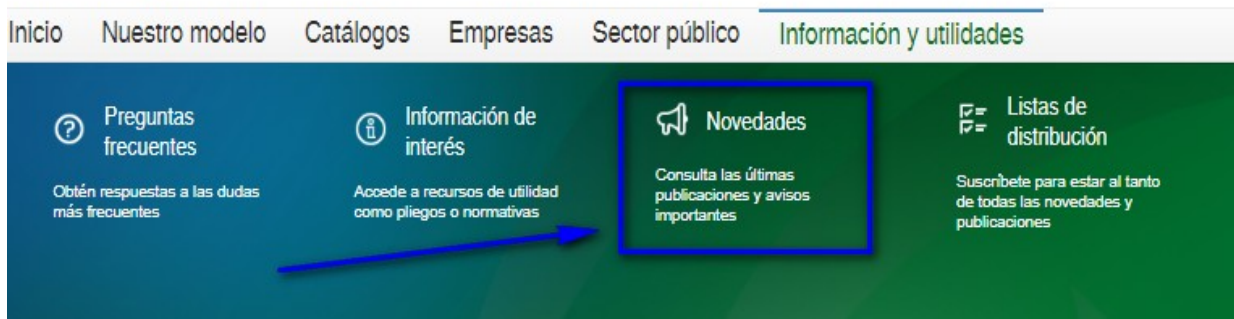 Inicio Nuestro modelo Catálogos Empresas Sector público Información y utilidades
Preguntas
frecuentes
Obtén respuestas a las dudas
más frecuentes
Información de
interés
Accede a recursos de utilidad
como pliegos o normativas
Novedades
Consulta las últimas
publicaciones y avisos
importantes
Listas de
distribución
Suscríbete para estar al tanto
de todas las novedades y
publicaciones